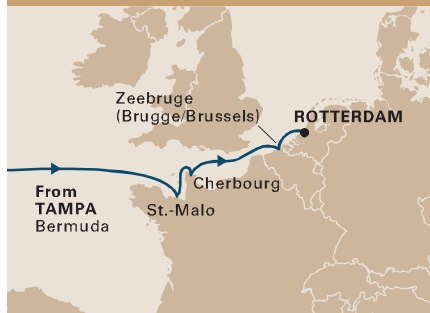 Zeebruge
(Brugge/Brussels)
ROTTERDAM
Cherbourg
From
TAMPA
Bermuda
St.-Malo